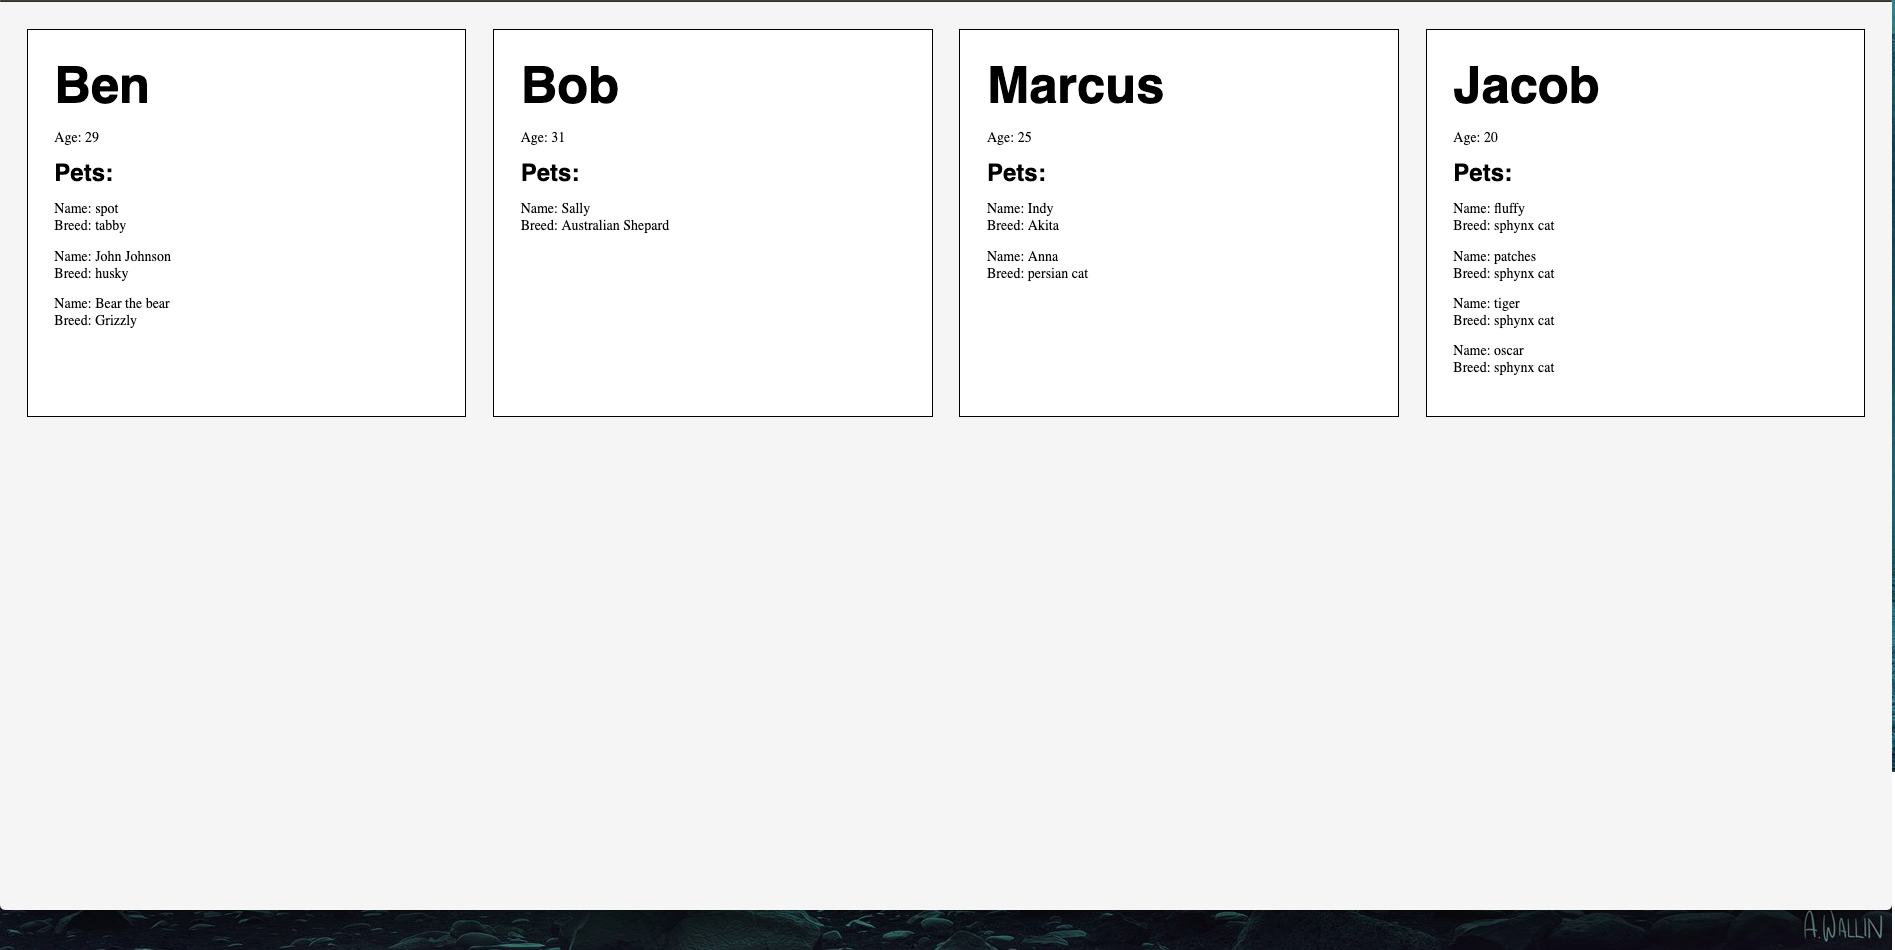 Ben
Age: 29
Pets:
Name: spot
Breed: tabby
Name: John Johnson
Breed: husky
Name: Bear the bear
Breed: Grizzly
Bob
Age: 31
Pets:
Name: Sally
Breed: Australian Shepard
Marcus
Age: 25
Pets:
Name: Indy
Breed: Akita
Name: Anna
Breed: persian cat
Jacob
Age: 20
Pets:
Name: fluffy
Breed: sphynx cat
Name: patches
Breed: sphynx cat
Name: tiger
Breed: sphynx cat
Name: oscar
Breed: sphynx cat
A.WALLIN